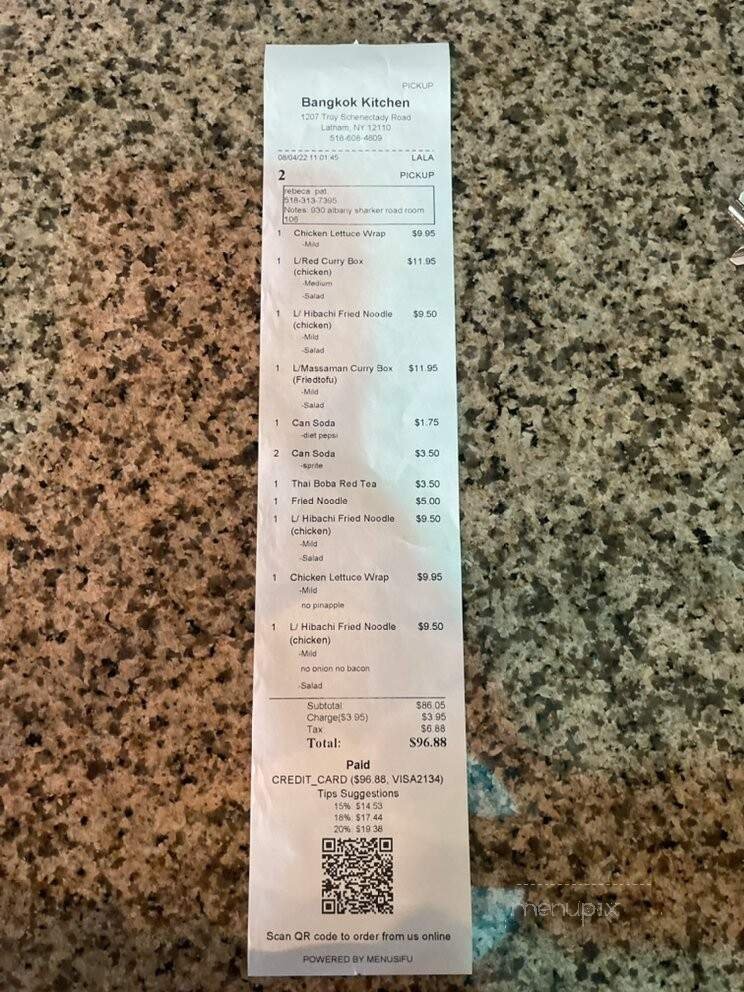 PICKUP
Bangkok Kitchen
1207 Troy Schenectady Road
Latham, NY 12110
518-608-4809
08/04/22 11:01:45 LALA
2 PICKUP
rebeca pat
518-313-7395
Notes: 930 albany sharker road room
106
1 Chicken Lettuce Wrap $9.95
-Mild
1 L/Red Curry Box $11.95
(chicken)
-Medium
-Salad
1 L/ Hibachi Fried Noodle $9.50
(chicken)
-Mild
-Salad
1 L/Massaman Curry Box $11.95
(Friedtofu)
-Mild
-Salad
1 Can Soda $1.75
-diet pepsi
2 Can Soda $3.50
-sprite
1 Thai Boba Red Tea $3.50
1 Fried Noodle $5.00
1 L/ Hibachi Fried Noodle $9.50
(chicken)
-Mild
-Salad
1 Chicken Lettuce Wrap $9.95
-Mild
no pinapple
1 L/ Hibachi Fried Noodle $9.50
(chicken)
-Mild
no onion no bacon
-Salad
Subtotal $86.05
Charge($3.95) $3.95
Tax $6.88
Total: $96.88
Paid
CREDIT_CARD ($96.88, VISA2134)
Tips Suggestions
15% $14.53
18% $17.44
20% $19.38
Scan QR code to order from us online
POWERED BY MENUSIFU
menupix